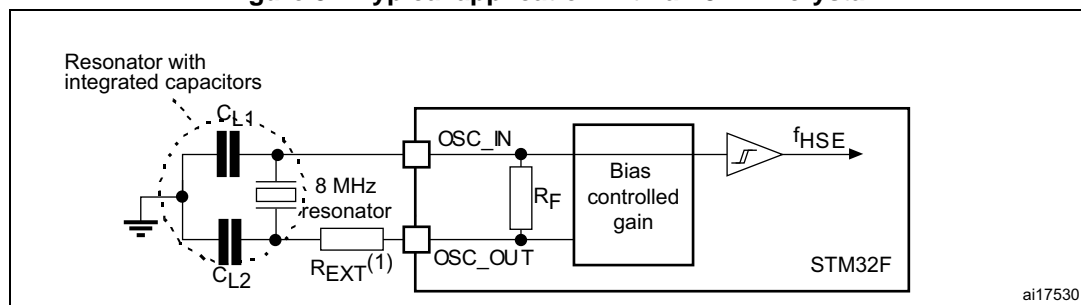 Resonator with
integrated capacitors
CL1
OSC_IN
fHSE
8 MHz
resonator
RF
Bias
controlled
gain
CL2
REXT(1)
OSC_OUT
STM32F
ai17530